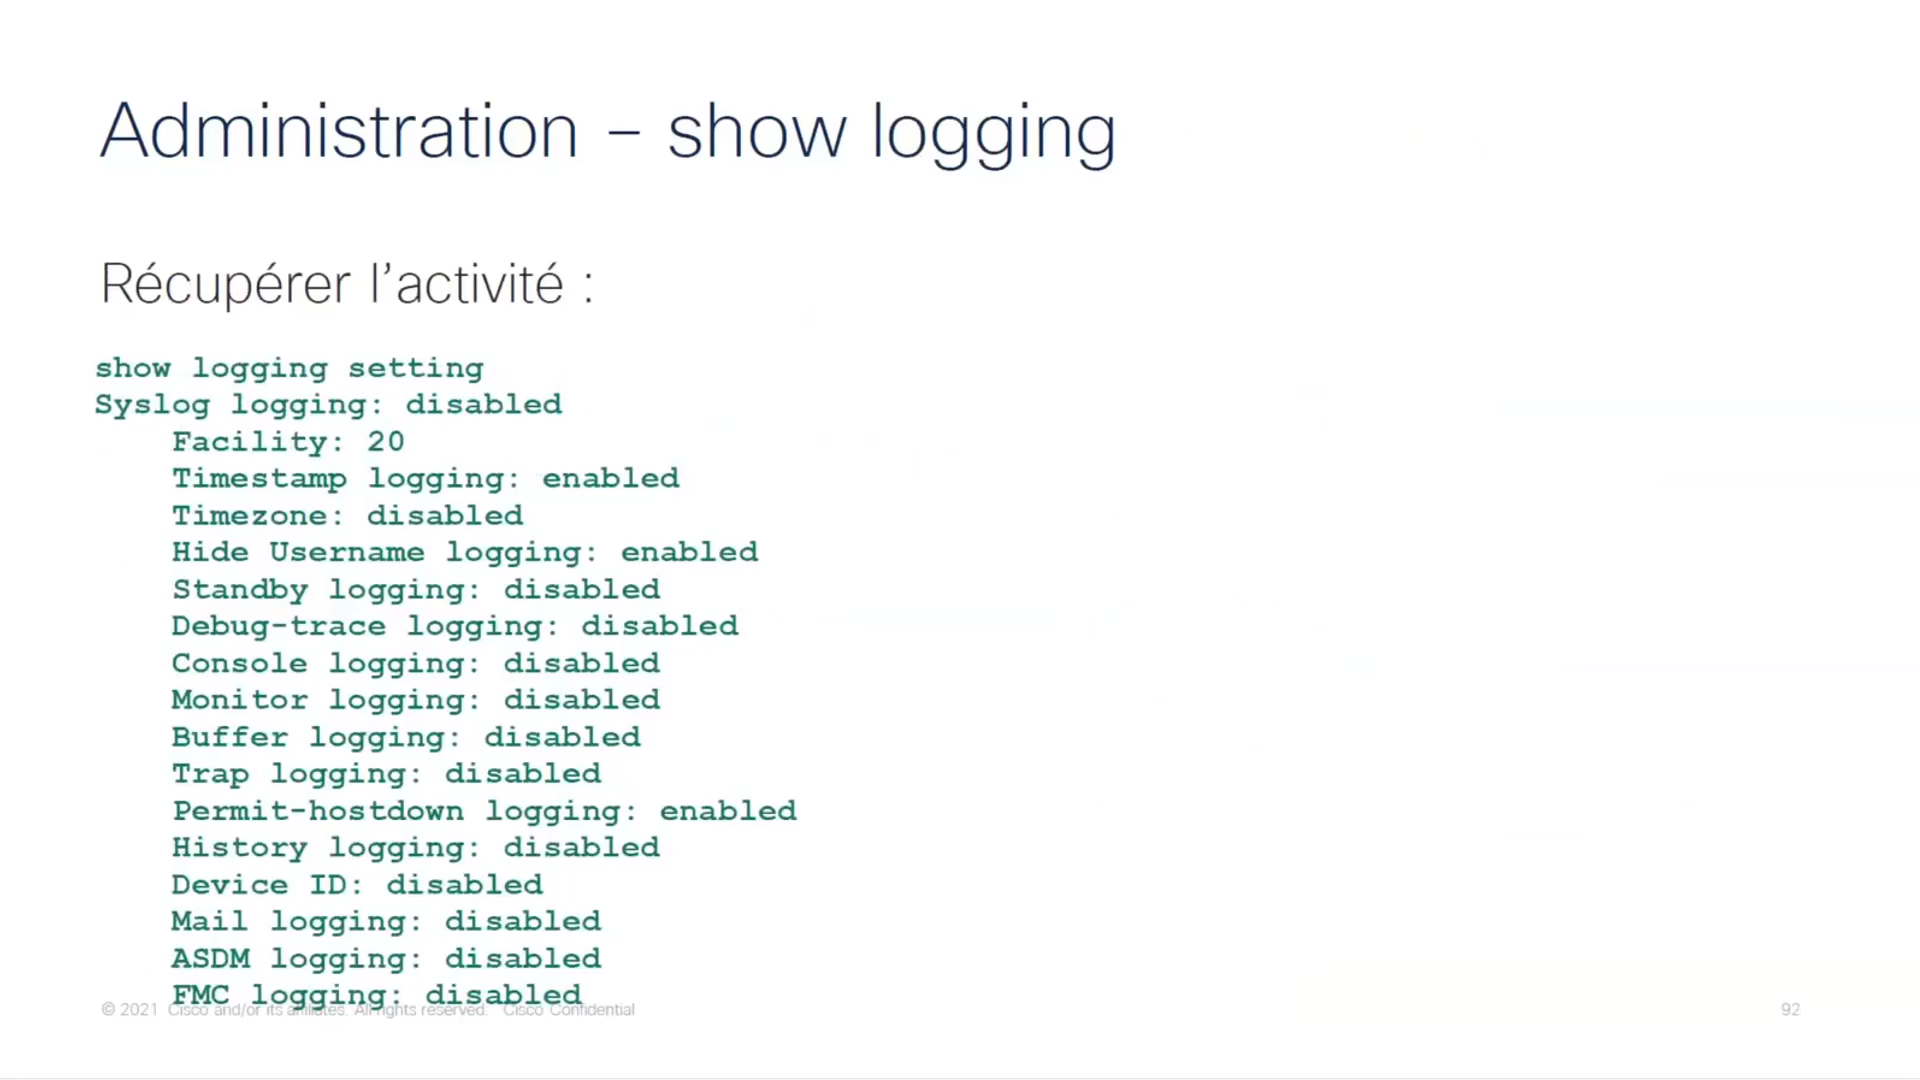 Administration – show logging
Récupérer l’activité :
show logging setting
Syslog logging: disabled
Facility: 20
Timestamp logging: enabled
Timezone: disabled
Hide Username logging: enabled
Standby logging: disabled
Debug-trace logging: disabled
Console logging: disabled
Monitor logging: disabled
Buffer logging: disabled
Trap logging: disabled
Permit-hostdown logging: enabled
History logging: disabled
Device ID: disabled
Mail logging: disabled
ASDM logging: disabled
FMC logging: disabled
© 2021 Cisco and/or its affiliates. All rights reserved. Cisco Confidential
92